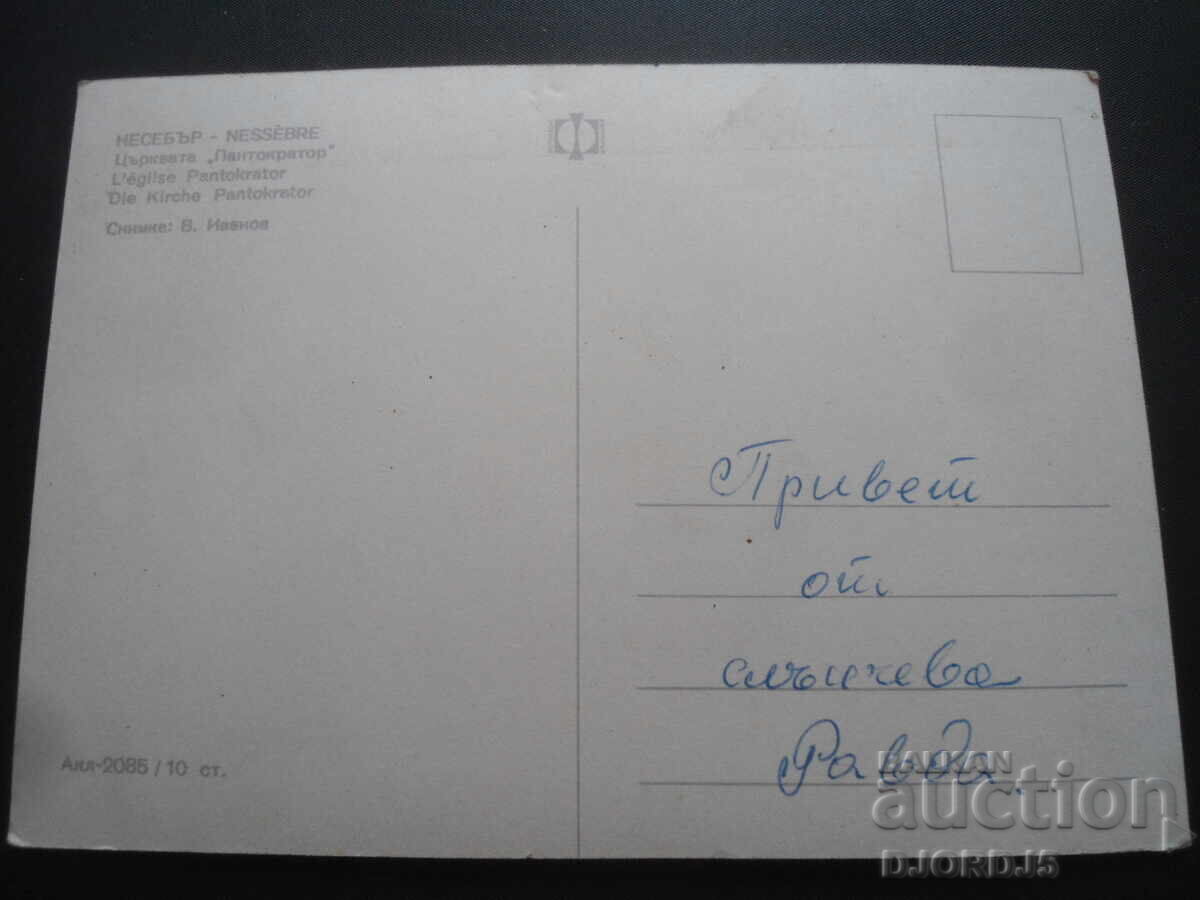 НЕСЕБЪР - NESSÈBRE
Църквата „Пантократор"
L'église Pantokrator
Die Kirche Pantokrator
Снимка: В. Иванов
Привет
от
слънчева
Равда.
Акл-2085 / 10 ст.
BALKAN
auction
DJORDJ5